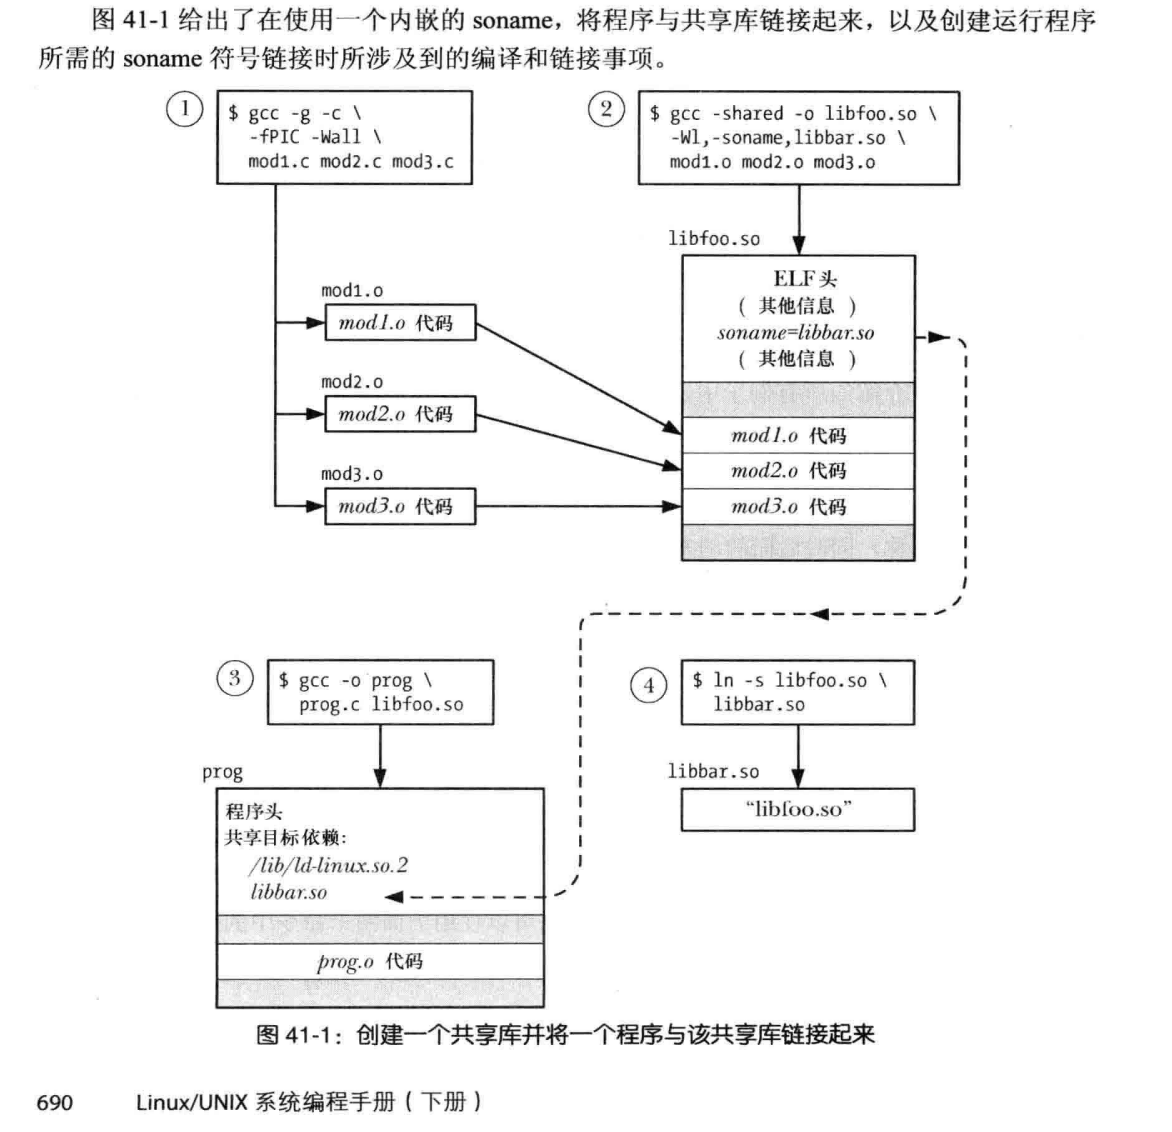 图 41-1 给出了在使用一个内嵌的 soname，将程序与共享库链接起来，以及创建运行程序
所需的 soname 符号链接时所涉及到的编译和链接事项。
1
$ gcc -g -c \
-fPIC -Wall \
mod1.c mod2.c mod3.c
2
$ gcc -shared -o libfoo.so \
-Wl,-soname,libbar.so \
mod1.o mod2.o mod3.o
mod1.o
mod1.o 代码
mod2.o
mod2.o 代码
mod3.o
mod3.o 代码
libfoo.so
ELF 头
( 其他信息 )
soname=libbar.so
( 其他信息 )
mod1.o 代码
mod2.o 代码
mod3.o 代码
3
$ gcc -o prog \
prog.c libfoo.so
4
$ ln -s libfoo.so \
libbar.so
prog
程序头
共享目标依赖:
/lib/ld-linux.so.2
libbar.so
prog.o 代码
libbar.so
“libfoo.so”
图 41-1：创建一个共享库并将一个程序与该共享库链接起来
690 Linux/UNIX 系统编程手册（下册）